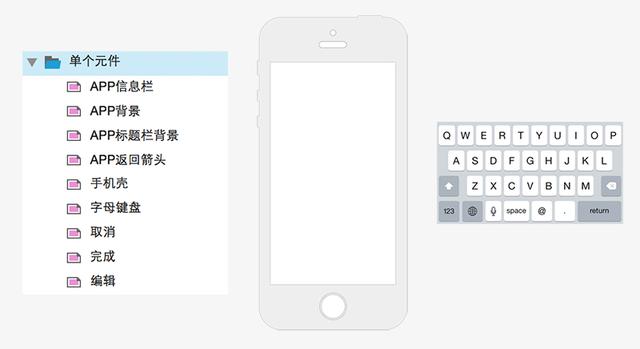 单个元件
APP信息栏
APP背景
APP标题栏背景
APP返回箭头
手机壳
字母键盘
取消
完成
编辑
Q W E R T Y U I O P
A S D F G H J K L
Z X C V B N M
123 space @ . return